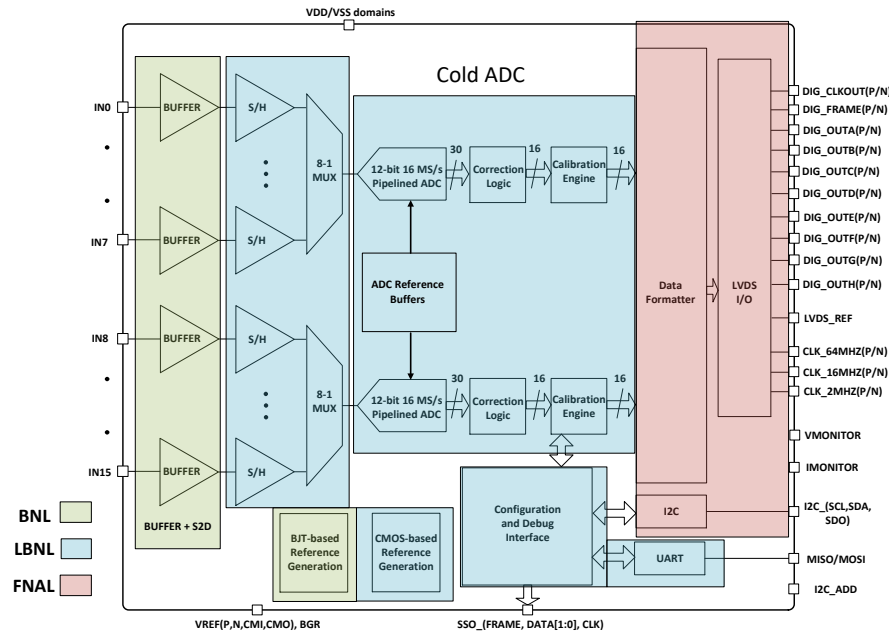 VDD/VSS domains
Cold ADC
IN0
IN7
IN8
IN15
BUFFER
BUFFER
BUFFER
BUFFER
BUFFER + S2D
S/H
S/H
S/H
S/H
8-1
MUX
8-1
MUX
12-bit 16 MS/s
Pipelined ADC
30
Correction
Logic
16
Calibration
Engine
16
ADC Reference
Buffers
12-bit 16 MS/s
Pipelined ADC
30
Correction
Logic
16
Calibration
Engine
16
Data
Formatter
LVDS
I/O
DIG_CLKOUT(P/N)
DIG_FRAME(P/N)
DIG_OUTA(P/N)
DIG_OUTB(P/N)
DIG_OUTC(P/N)
DIG_OUTD(P/N)
DIG_OUTE(P/N)
DIG_OUTF(P/N)
DIG_OUTG(P/N)
DIG_OUTH(P/N)
LVDS_REF
CLK_64MHZ(P/N)
CLK_16MHZ(P/N)
CLK_2MHZ(P/N)
VMONITOR
IMONITOR
I2C_(SCL,SDA,
SDO)
MISO/MOSI
I2C_ADD
Configuration
and Debug
Interface
I2C
UART
BJT-based
Reference
Generation
CMOS-based
Reference
Generation
BNL
LBNL
FNAL
VREF(P,N,CMI,CMO), BGR
SSO_(FRAME, DATA[1:0], CLK)